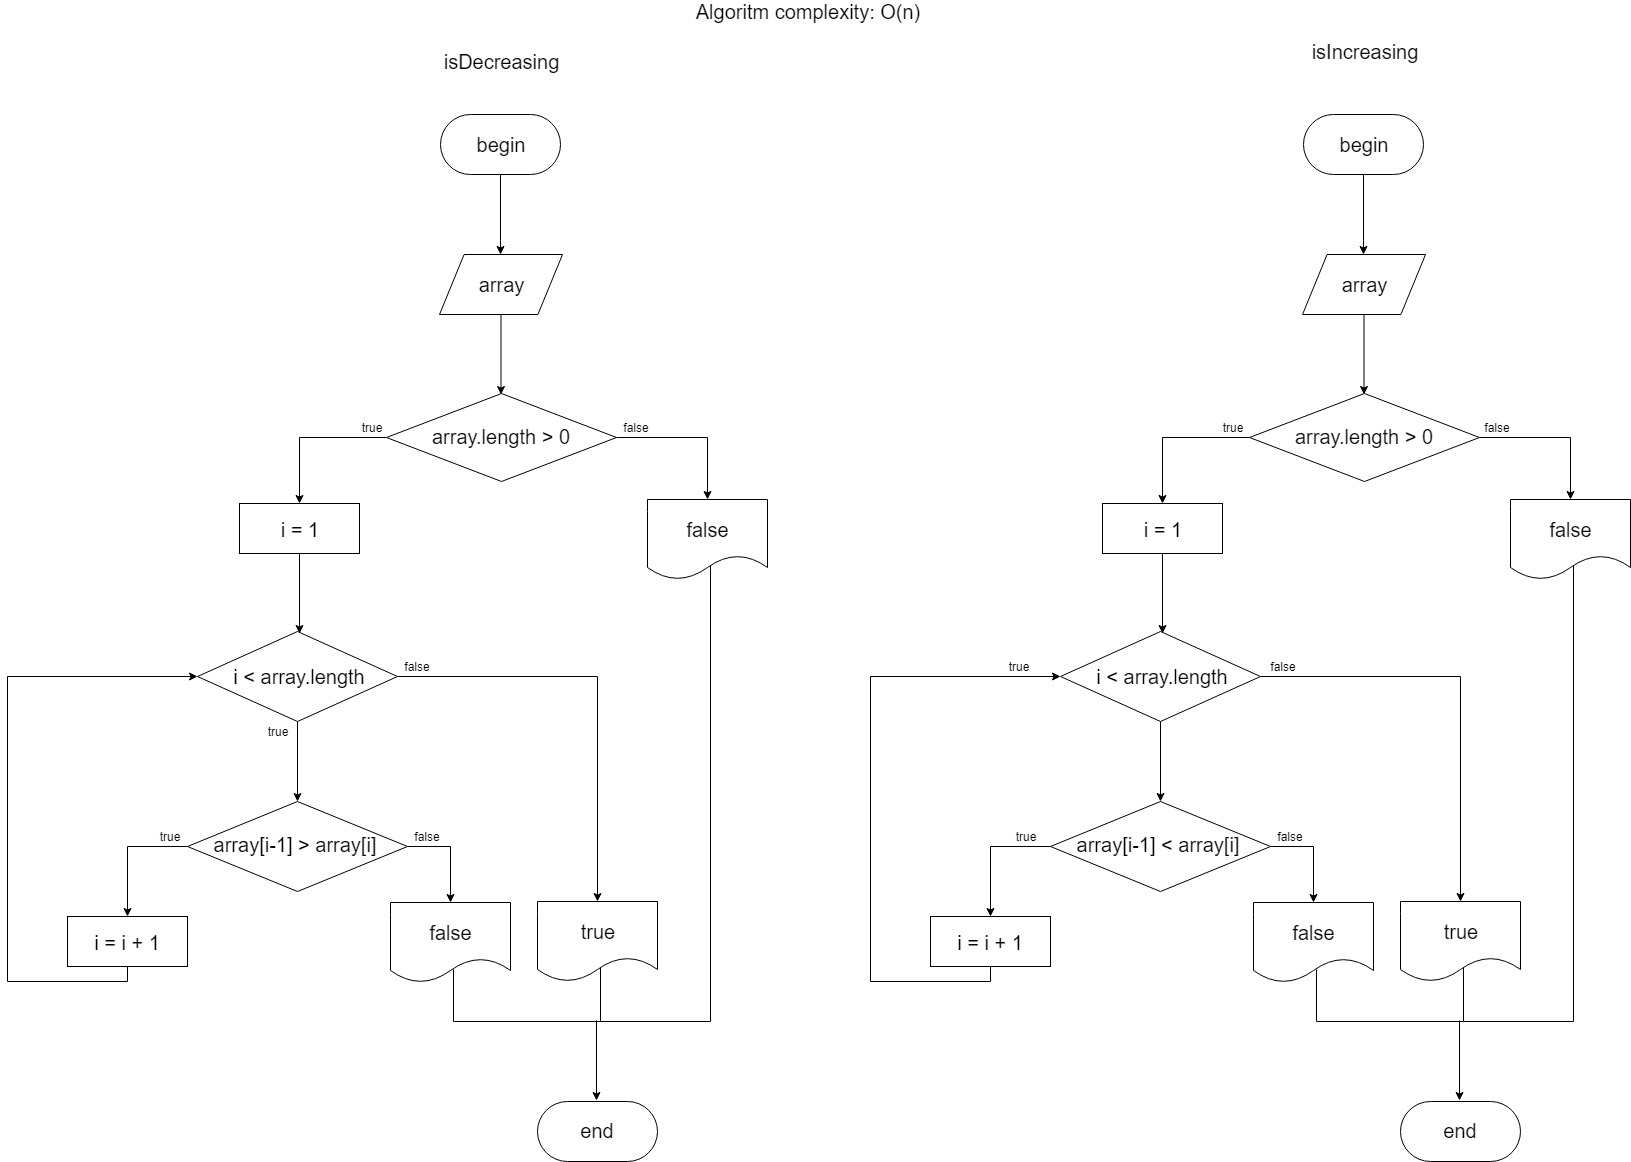 Algoritm complexity: O(n)
isDecreasing
begin
array
array.length > 0
true
false
i = 1
false
i < array.length
false
true
array[i-1] > array[i]
true
false
i = i + 1
false
true
end
isIncreasing
begin
array
array.length > 0
true
false
i = 1
false
true
i < array.length
false
array[i-1] < array[i]
true
false
i = i + 1
false
true
end